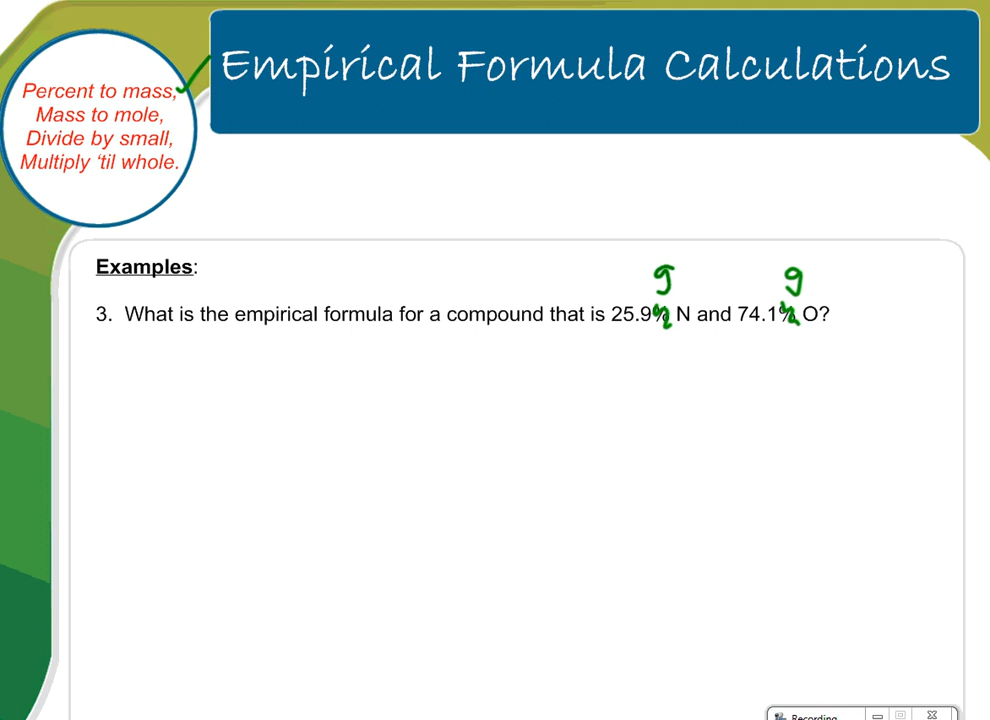 Empirical Formula Calculations
Percent to mass,
Mass to mole,
Divide by small,
Multiply 'til whole.
Examples:
g g
3. What is the empirical formula for a compound that is 25.9% N and 74.1% O?
Recording